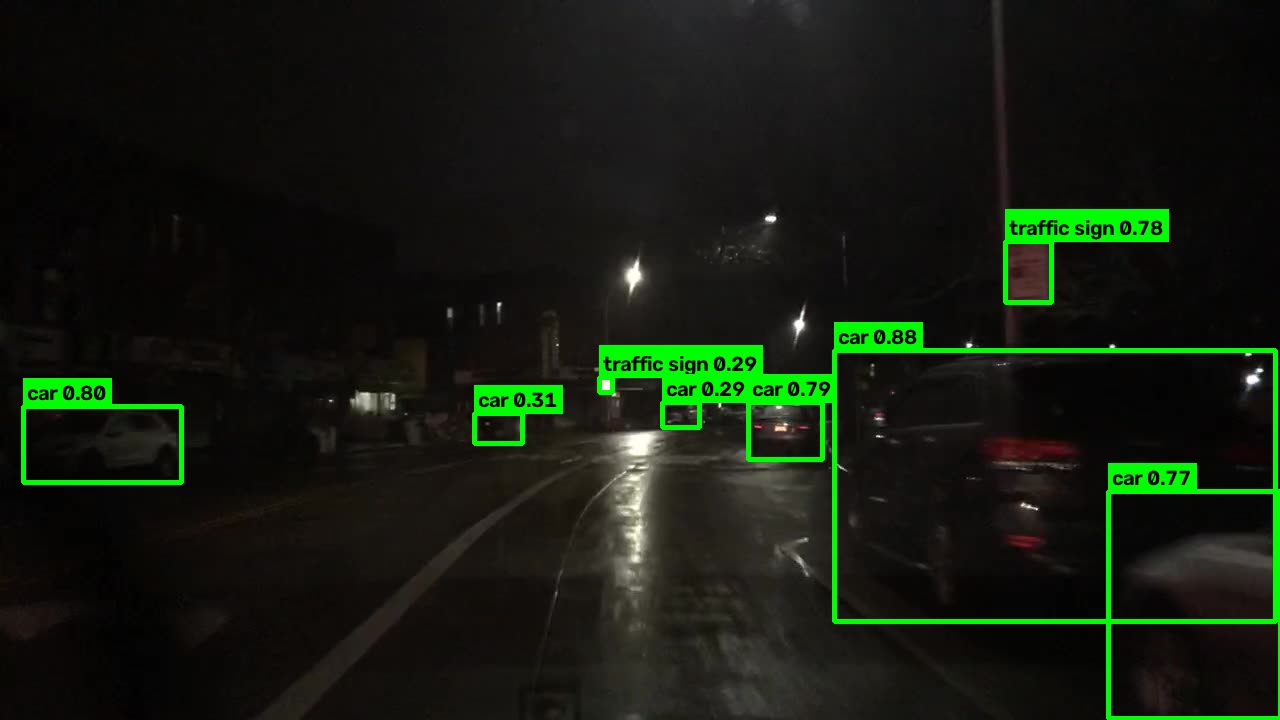 traffic sign 0.78
car 0.88
traffic sign 0.29
car 0.80
car 0.31
car 0.29
car 0.79
car 0.77